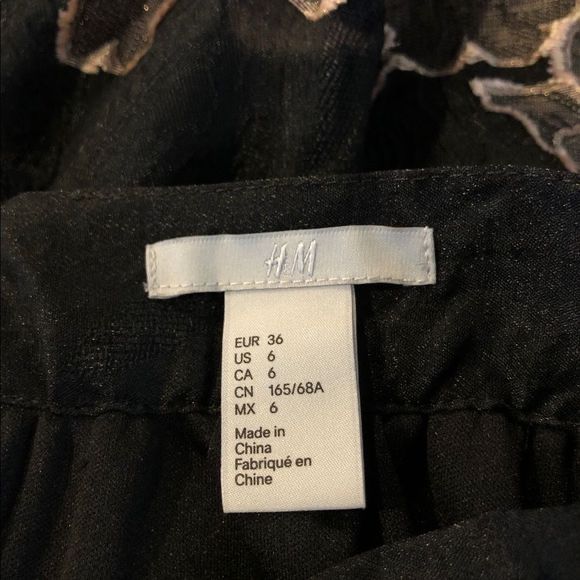 H&M
EUR 36
US 6
CA 6
CN 165/68A
MX 6
Made in
China
Fabriqué en
Chine